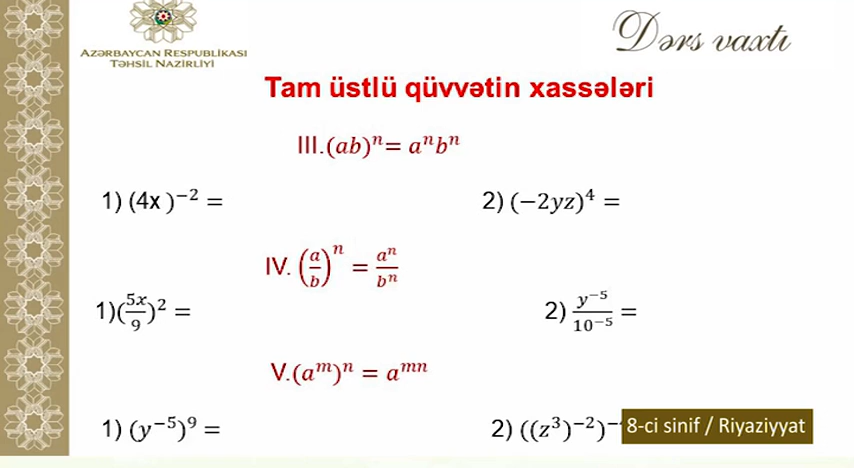 AZƏRBAYCAN RESPUBLİKASI
TƏHSİL NAZİRLİYİ
Dərs vaxtı
Tam üstlü qüvvətin xassələri
III.(ab)ⁿ= aⁿbⁿ
1) (4x )⁻² = 2) (−2yz)⁴ =
IV. (a/b)ⁿ = aⁿ/bⁿ
1)(5x/9)² = 2) y⁻⁵/10⁻⁵ =
V.(aᵐ)ⁿ = aᵐⁿ
1) (y⁻⁵)⁹ = 2) ((z³)⁻²)⁻
8-ci sinif / Riyaziyyat